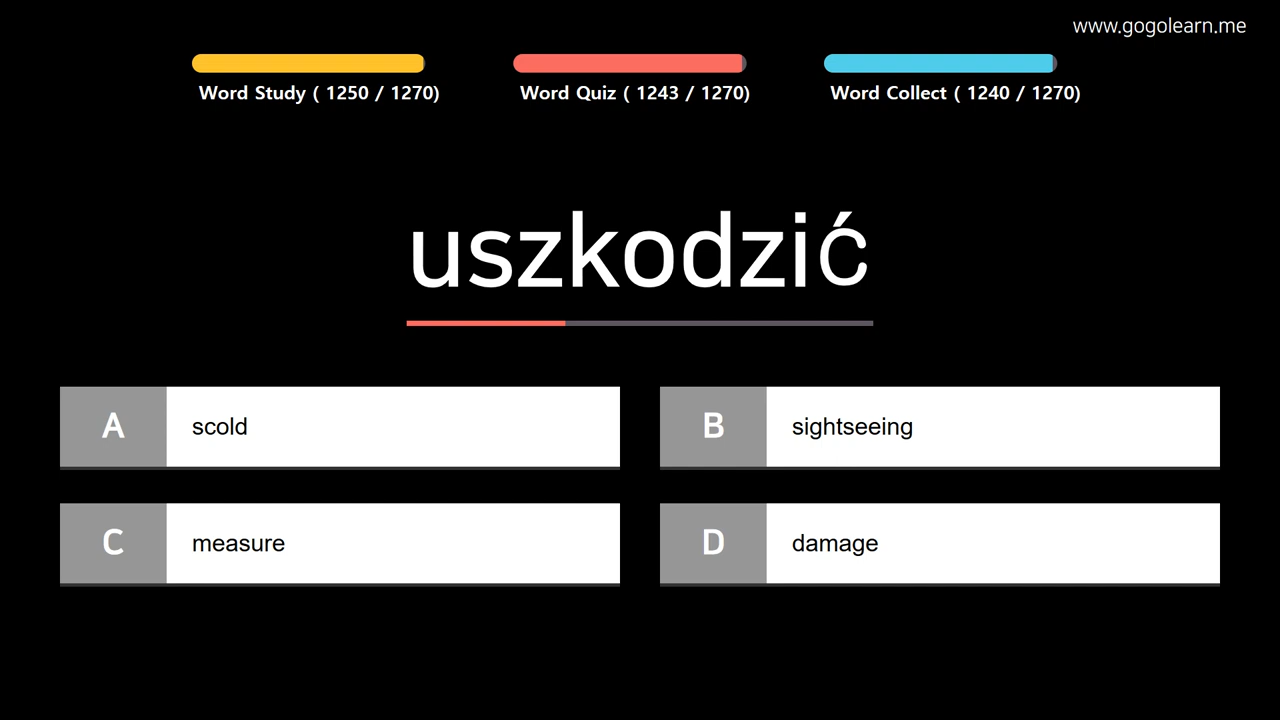 www.gogolearn.me
Word Study ( 1250 / 1270)
Word Quiz ( 1243 / 1270)
Word Collect ( 1240 / 1270)
uszkodzić
A scold
B sightseeing
C measure
D damage